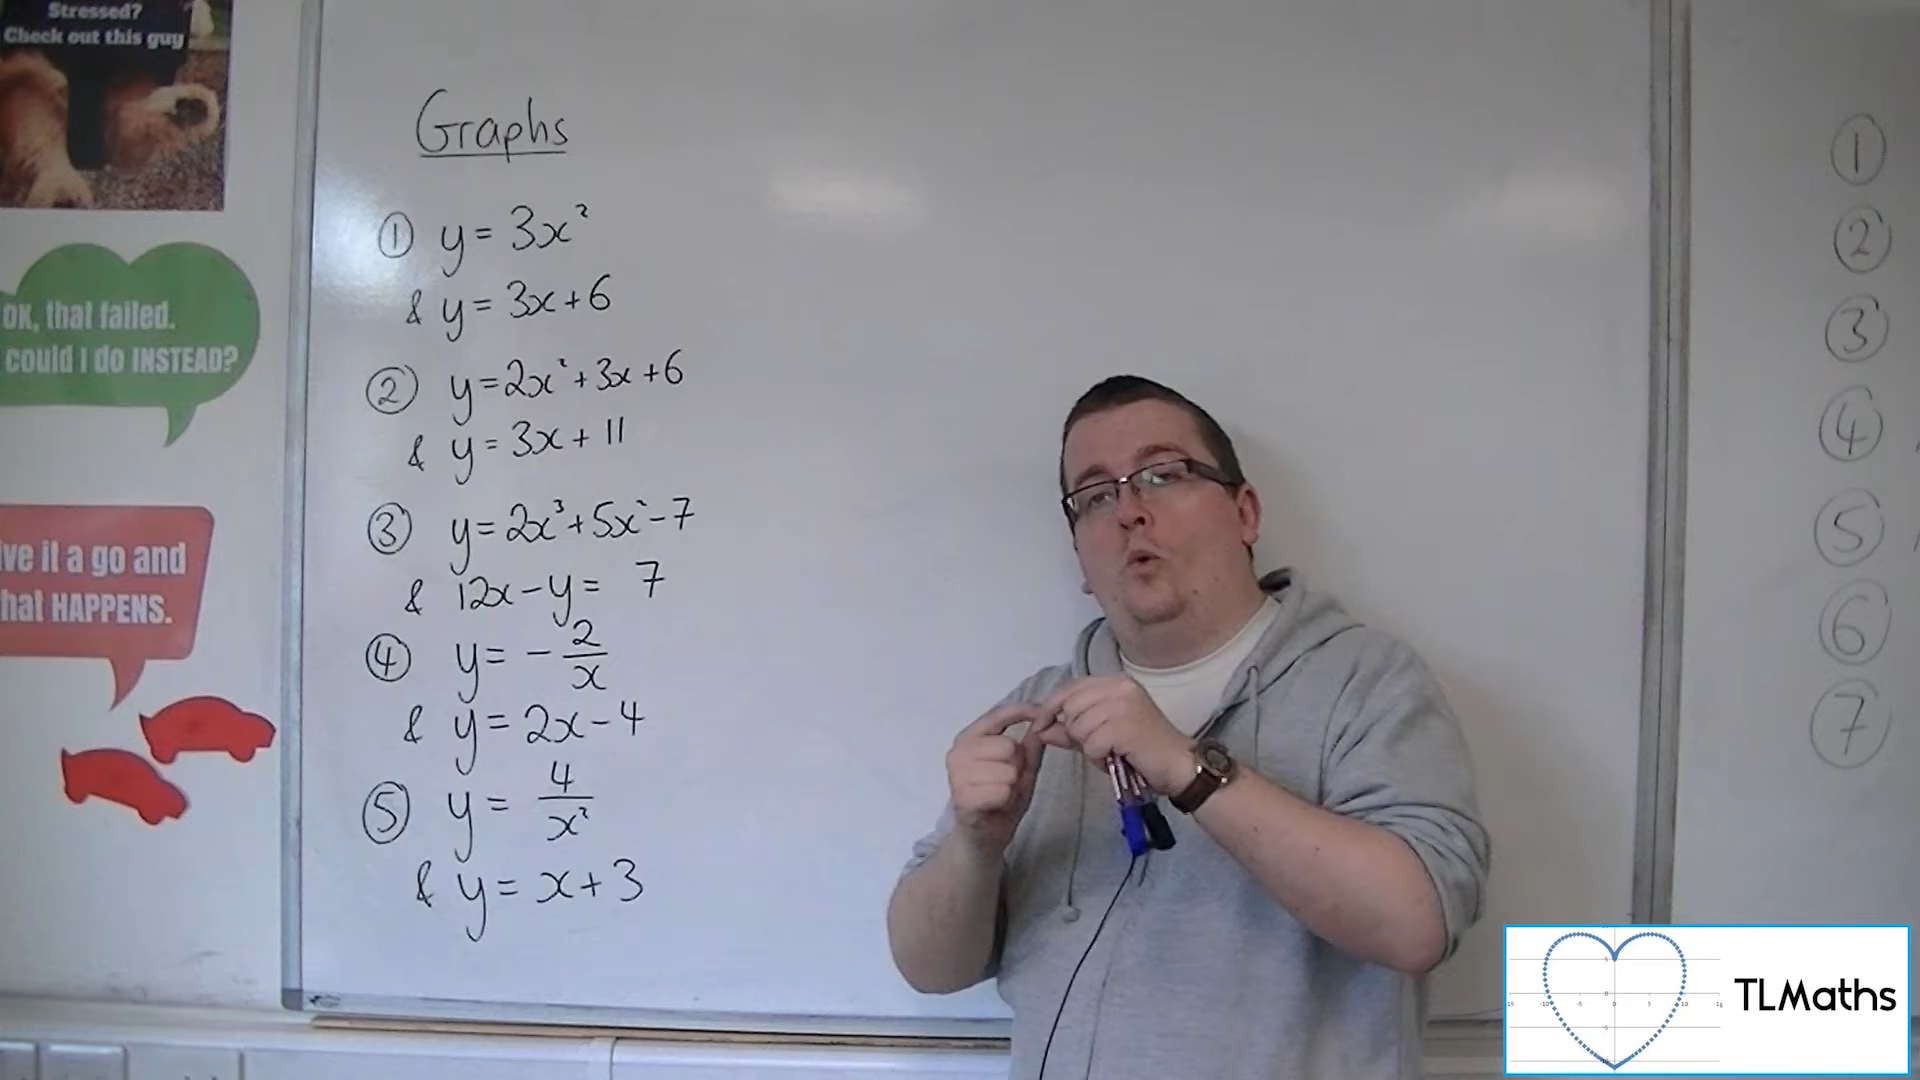 Stressed?
Check out this guy
OK, that failed.
could I do INSTEAD?
ive it a go and
hat HAPPENS.
Graphs
① y = 3x²
& y = 3x + 6
② y = 2x² + 3x + 6
& y = 3x + 11
③ y = 2x³ + 5x² - 7
& 12x - y = 7
④ y = - 2/x
& y = 2x - 4
⑤ y = 4/x²
& y = x + 3
①
②
③
④
⑤
⑥
⑦
TLMaths